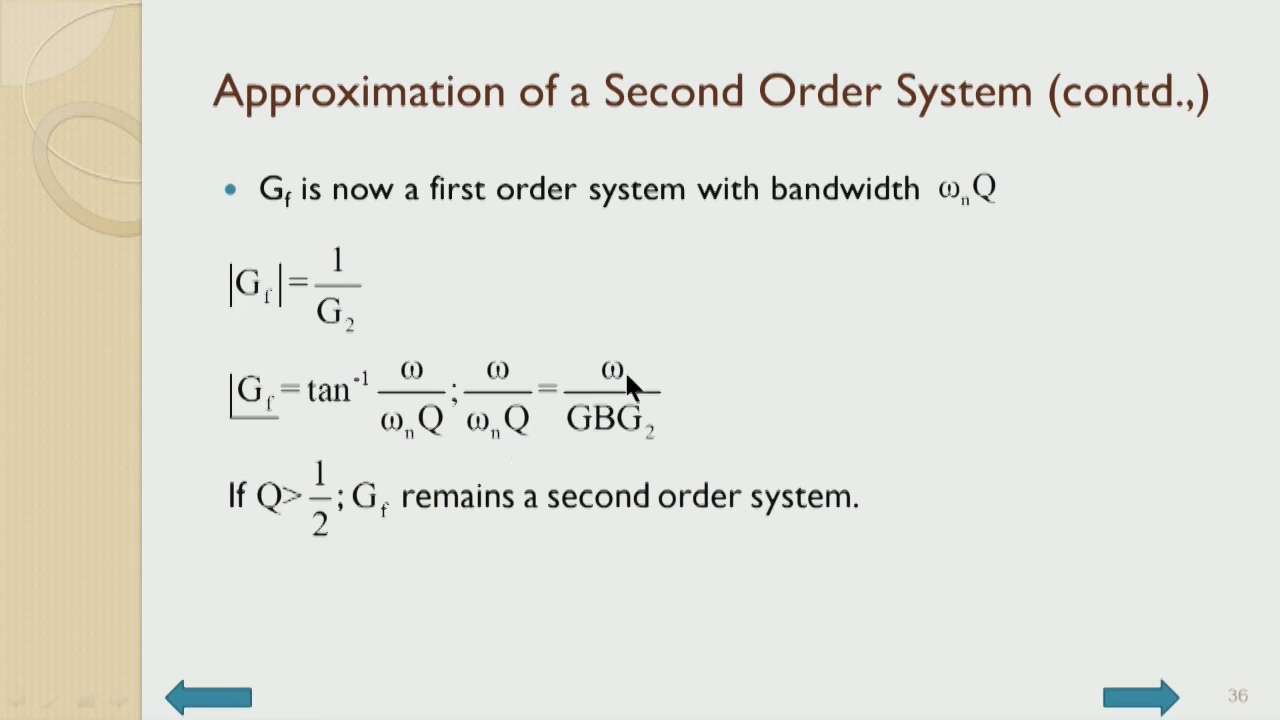 Approximation of a Second Order System (contd.,)
• G_f is now a first order system with bandwidth ω_nQ
|G_f| = 1/G_2
|G_f = tan^-1 ω/ω_nQ ; ω/ω_nQ = ω/GBG_2
If Q> 1/2 ; G_f remains a second order system.
36